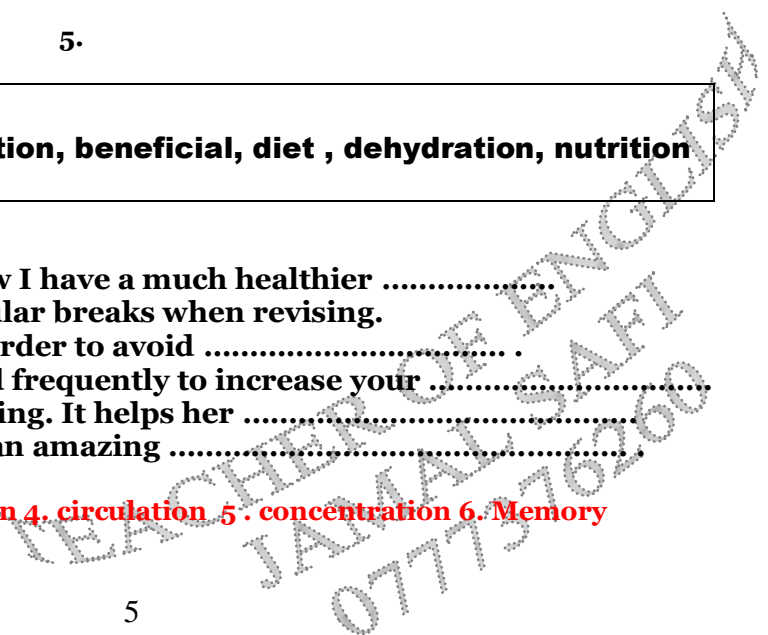 5.
tion, beneficial, diet , dehydration, nutrition
I have a much healthier ...................
lar breaks when revising.
rder to avoid ................................. .
frequently to increase your ...............................
ing. It helps her ...........................................
an amazing .................................................. .
n 4. circulation 5 . concentration 6. Memory
TEACHER OF ENGLISH
JAMAL SAFI
0777376260
5